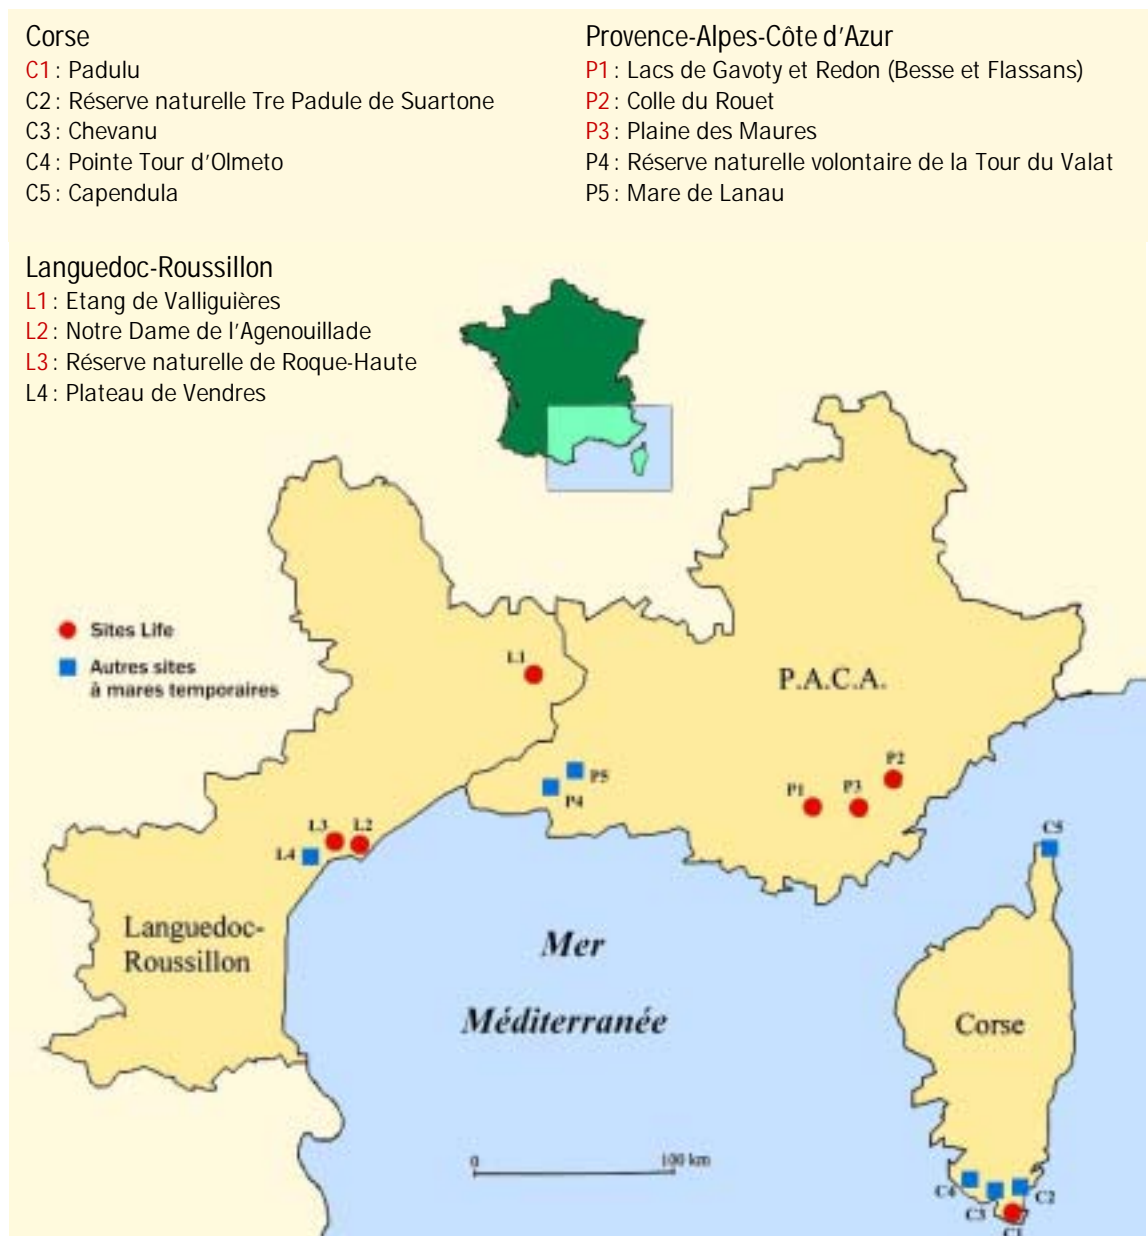 Corse
C1 : Padulu
C2 : Réserve naturelle Tre Padule de Suartone
C3 : Chevanu
C4 : Pointe Tour d'Olmeto
C5 : Capendula
Provence-Alpes-Côte d'Azur
P1 : Lacs de Gavoty et Redon (Besse et Flassans)
P2 : Colle du Rouet
P3 : Plaine des Maures
P4 : Réserve naturelle volontaire de la Tour du Valat
P5 : Mare de Lanau
Languedoc-Roussillon
L1 : Etang de Valliguières
L2 : Notre Dame de l'Agenouillade
L3 : Réserve naturelle de Roque-Haute
L4 : Plateau de Vendres
Sites Life
Autres sites
à mares temporaires
L1
P.A.C.A.
P5
P4
P2
P1
P3
L3
L2
L4
C5
Languedoc-
Roussillon
Mer
Méditerranée
Corse
0
100 km
C4
C3
C2
C1